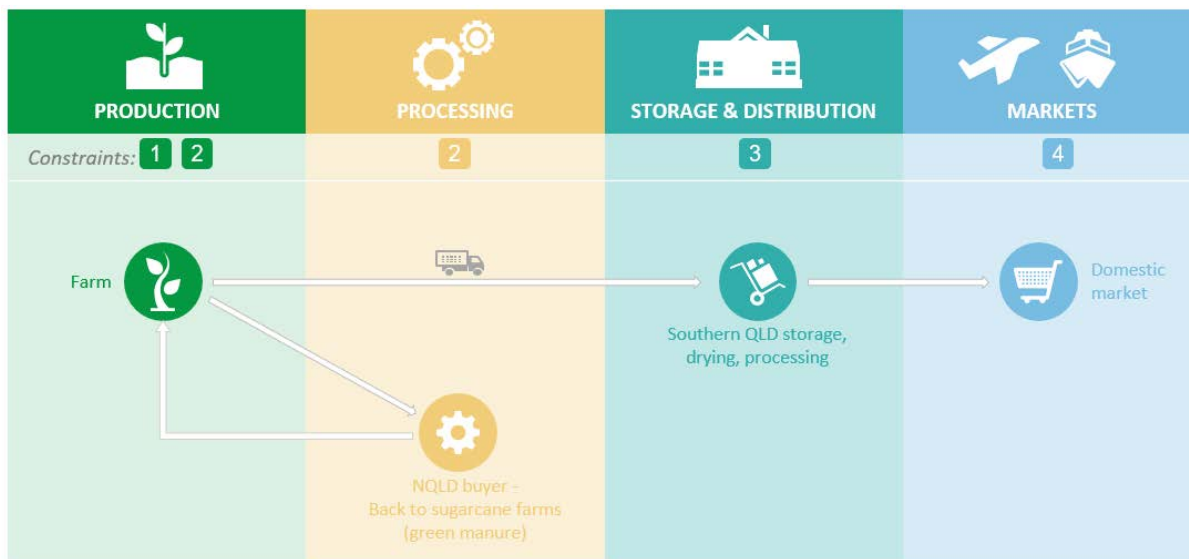 PRODUCTION
PROCESSING
STORAGE & DISTRIBUTION
MARKETS
Constraints: 1 2
2
3
4
Farm
Domestic
market
Southern QLD storage,
drying, processing
NQLD buyer -
Back to sugarcane farms
(green manure)